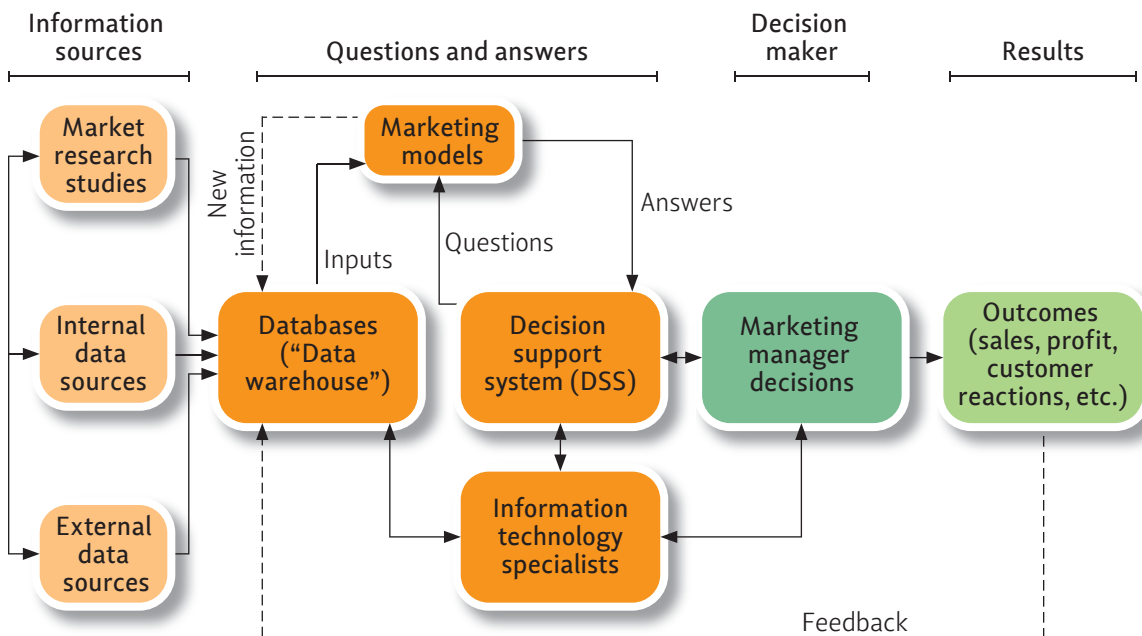 Information
sources
Questions and answers
Decision
maker
Results
Market
research
studies
Internal
data
sources
External
data
sources
New
information
Marketing
models
Inputs
Questions
Answers
Databases
(“Data
warehouse”)
Decision
support
system (DSS)
Information
technology
specialists
Marketing
manager
decisions
Outcomes
(sales, profit,
customer
reactions, etc.)
Feedback